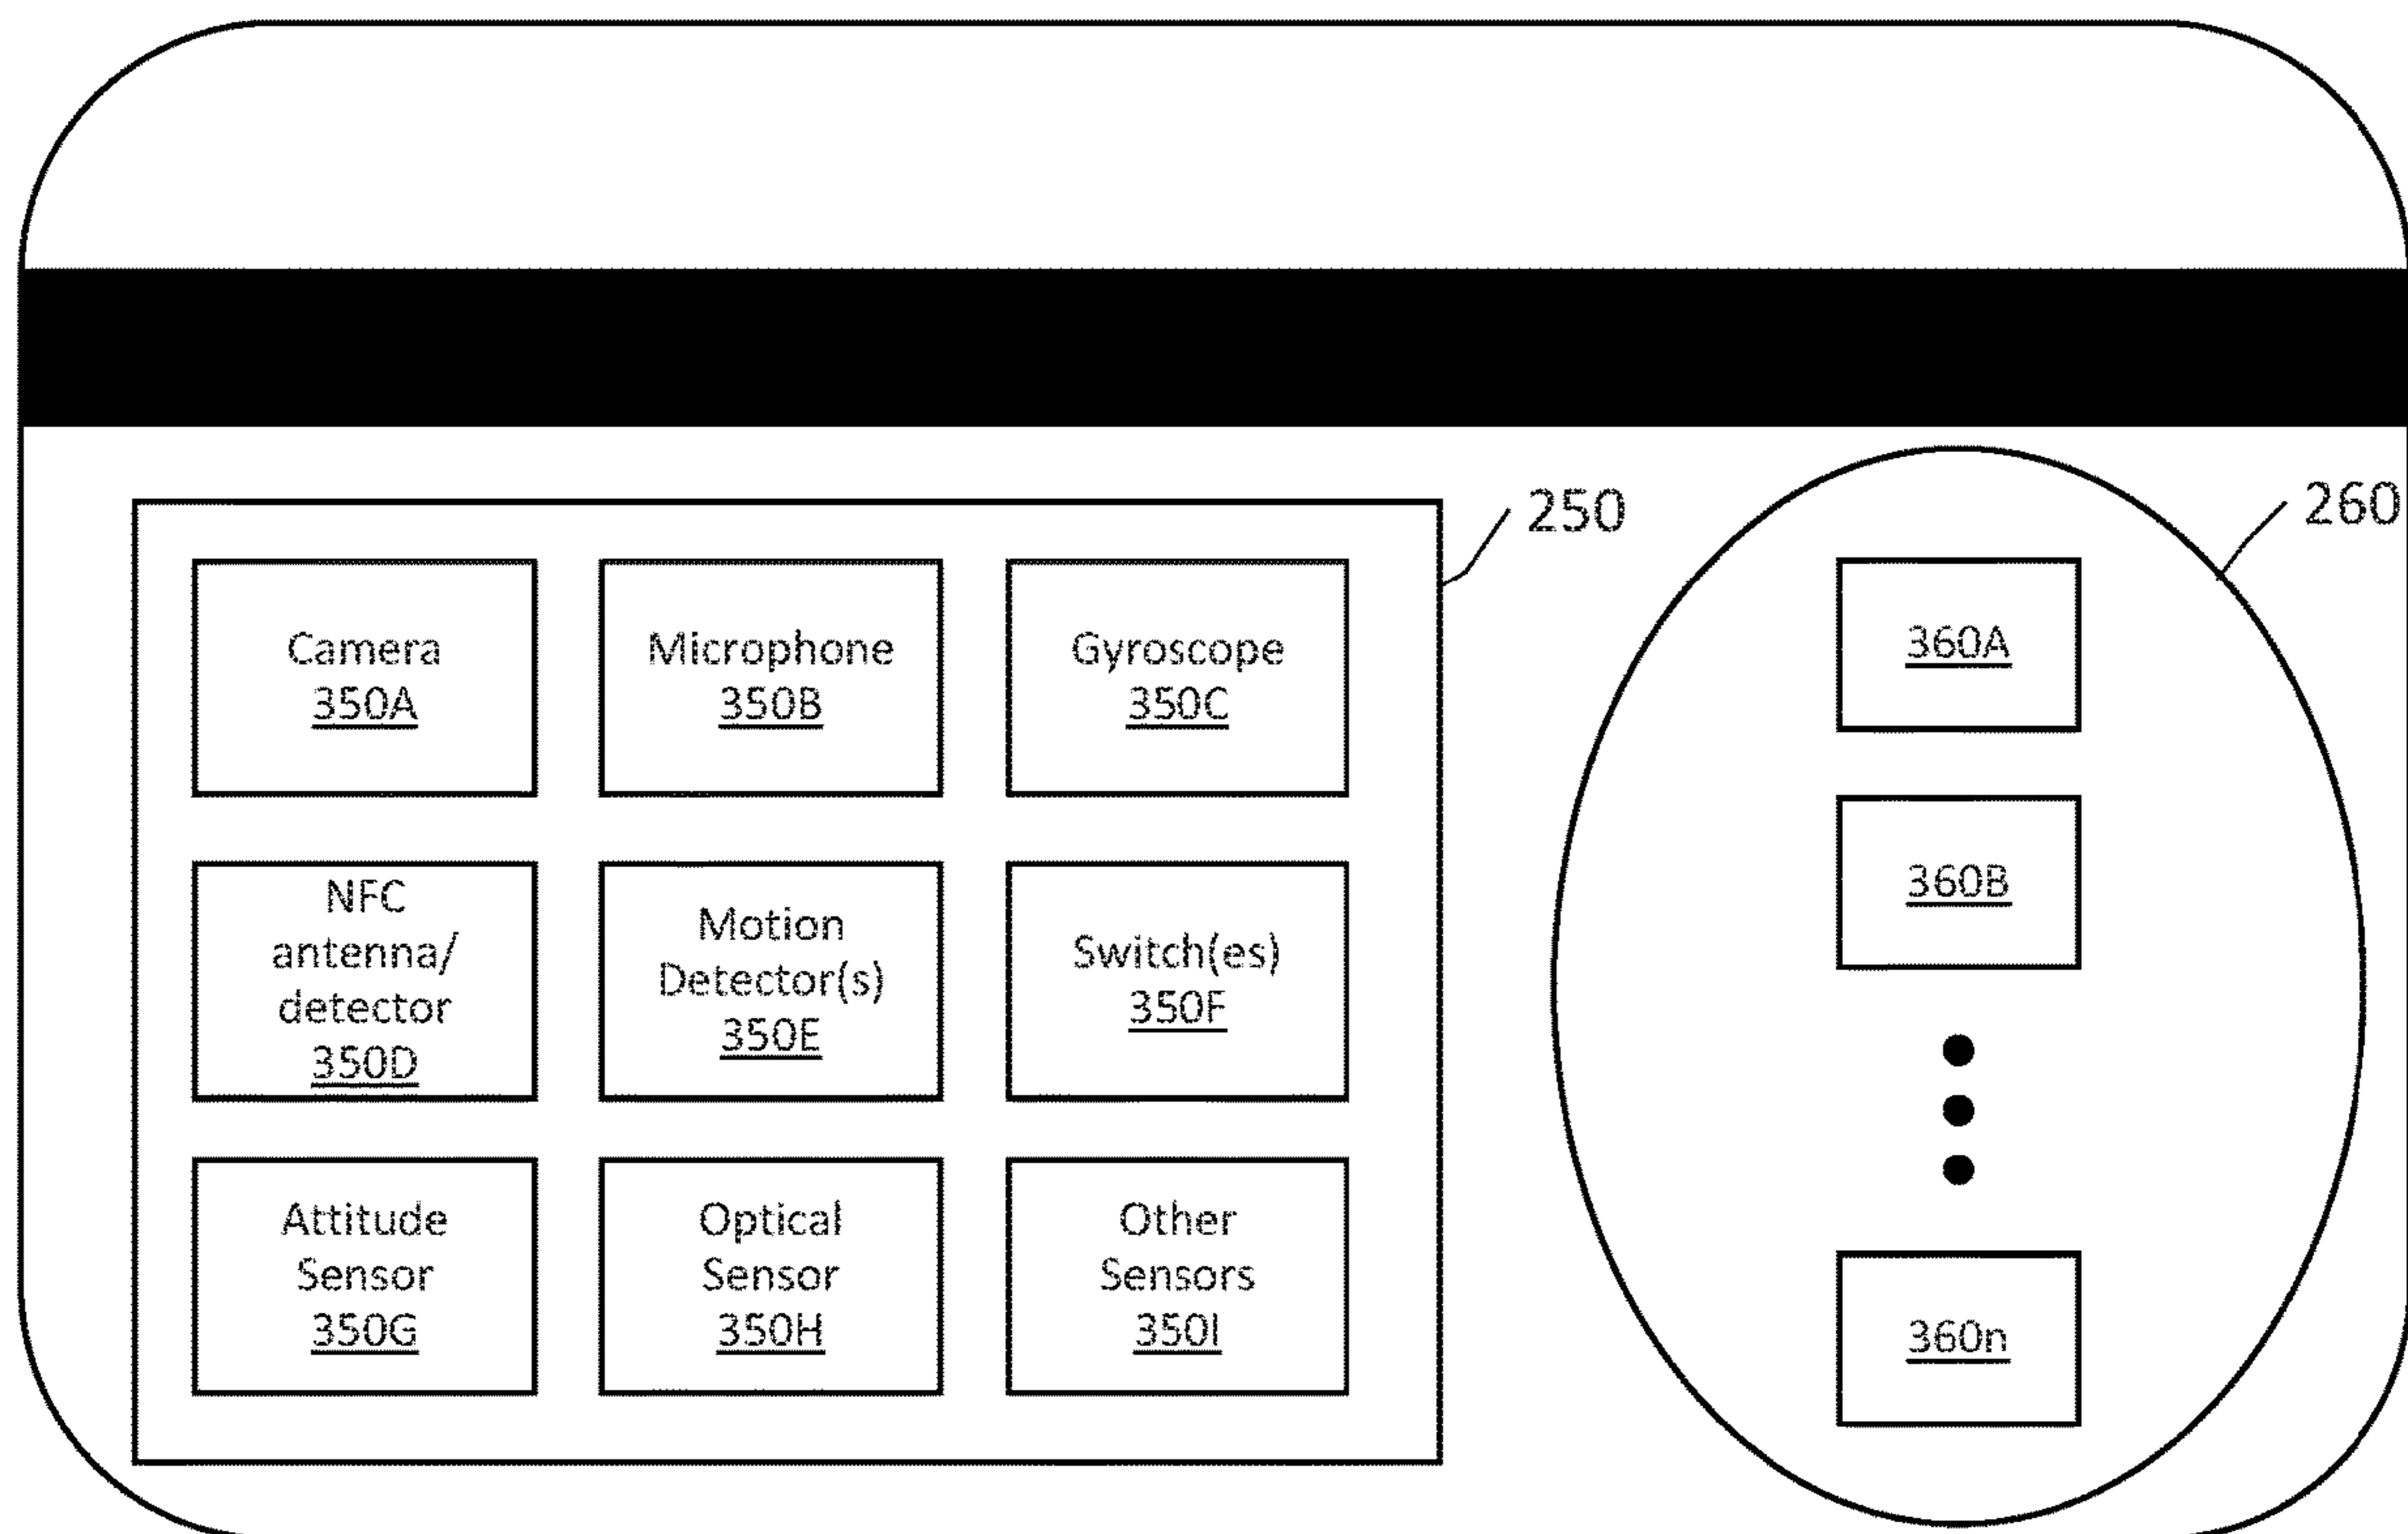 250
260
Camera
350A
Microphone
350B
Gyroscope
350C
NFC
antenna/
detector
350D
Motion
Detector(s)
350E
Switch(es)
350F
Attitude
Sensor
350G
Optical
Sensor
350H
Other
Sensors
350I
360A
360B
360n